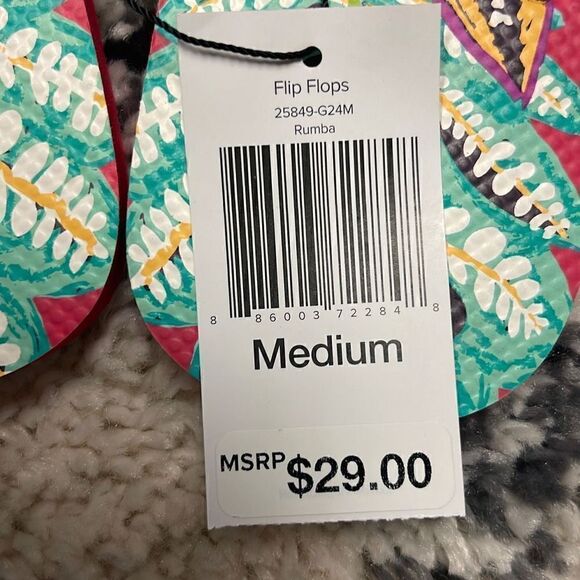 Flip Flops
25849-G24M
Rumba
8 86003 72284 8
Medium
MSRP $29.00